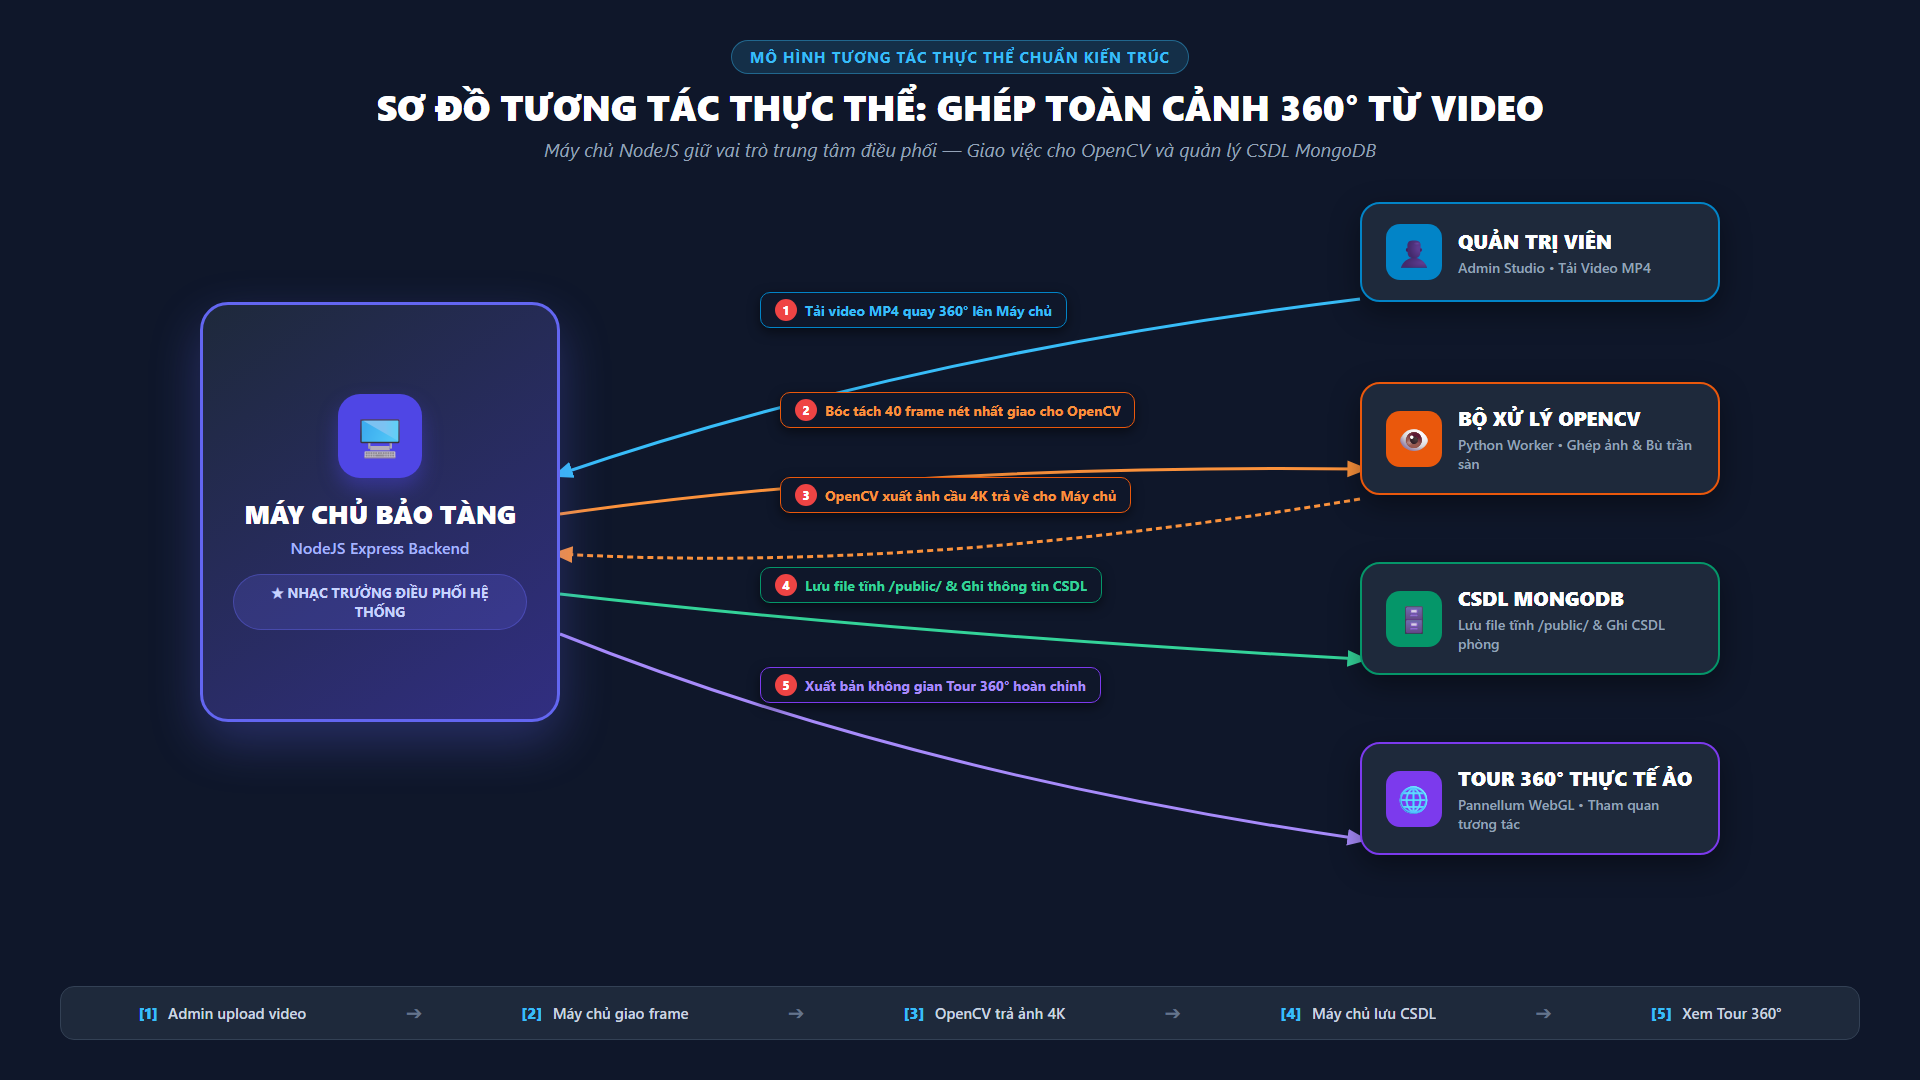 MÔ HÌNH TƯƠNG TÁC THỰC THỂ CHUẨN KIẾN TRÚC
SƠ ĐỒ TƯƠNG TÁC THỰC THỂ: GHÉP TOÀN CẢNH 360° TỪ VIDEO
Máy chủ NodeJS giữ vai trò trung tâm điều phối — Giao việc cho OpenCV và quản lý CSDL MongoDB
MÁY CHỦ BẢO TÀNG
NodeJS Express Backend
★ NHẠC TRƯỞNG ĐIỀU PHỐI HỆ
THỐNG
1 Tải video MP4 quay 360° lên Máy chủ
2 Bóc tách 40 frame nét nhất giao cho OpenCV
3 OpenCV xuất ảnh cầu 4K trả về cho Máy chủ
4 Lưu file tĩnh /public/ & Ghi thông tin CSDL
5 Xuất bản không gian Tour 360° hoàn chỉnh
QUẢN TRỊ VIÊN
Admin Studio • Tải Video MP4
BỘ XỬ LÝ OPENCV
Python Worker • Ghép ảnh & Bù trần
sàn
CSDL MONGODB
Lưu file tĩnh /public/ & Ghi CSDL
phòng
TOUR 360° THỰC TẾ ẢO
Pannellum WebGL • Tham quan
tương tác
[1] Admin upload video → [2] Máy chủ giao frame → [3] OpenCV trả ảnh 4K → [4] Máy chủ lưu CSDL → [5] Xem Tour 360°